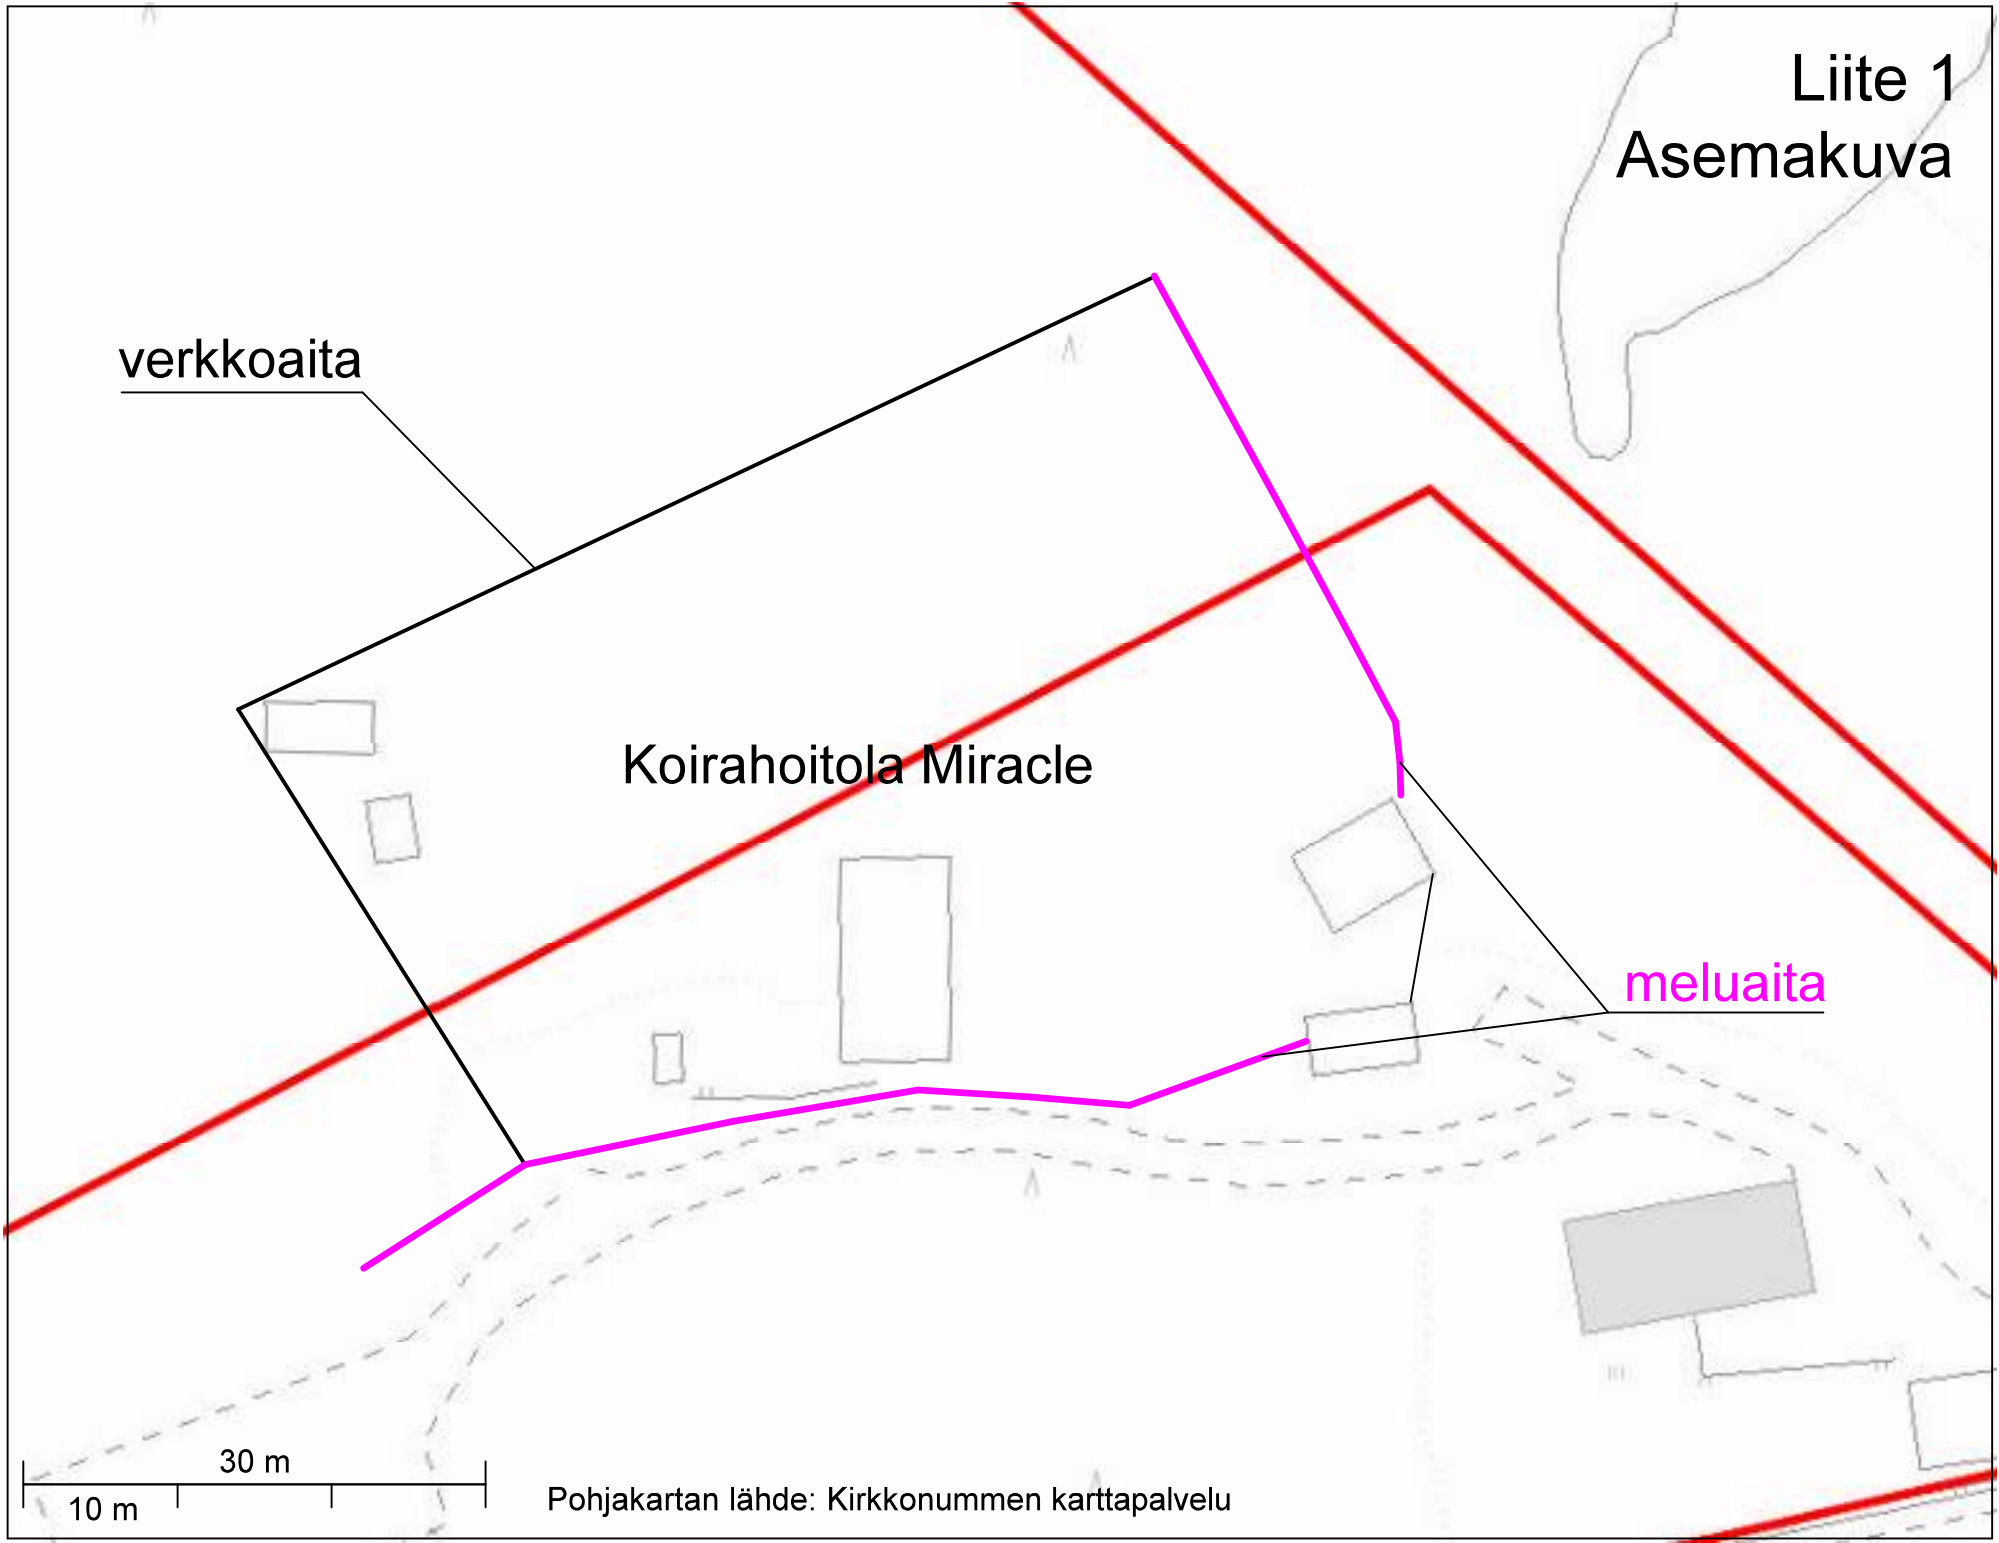 Liite 1
Asemakuva
verkkoaita
Koirahoitola Miracle
meluaita
30 m
10 m
Pohjakartan lähde: Kirkkonummen karttapalvelu